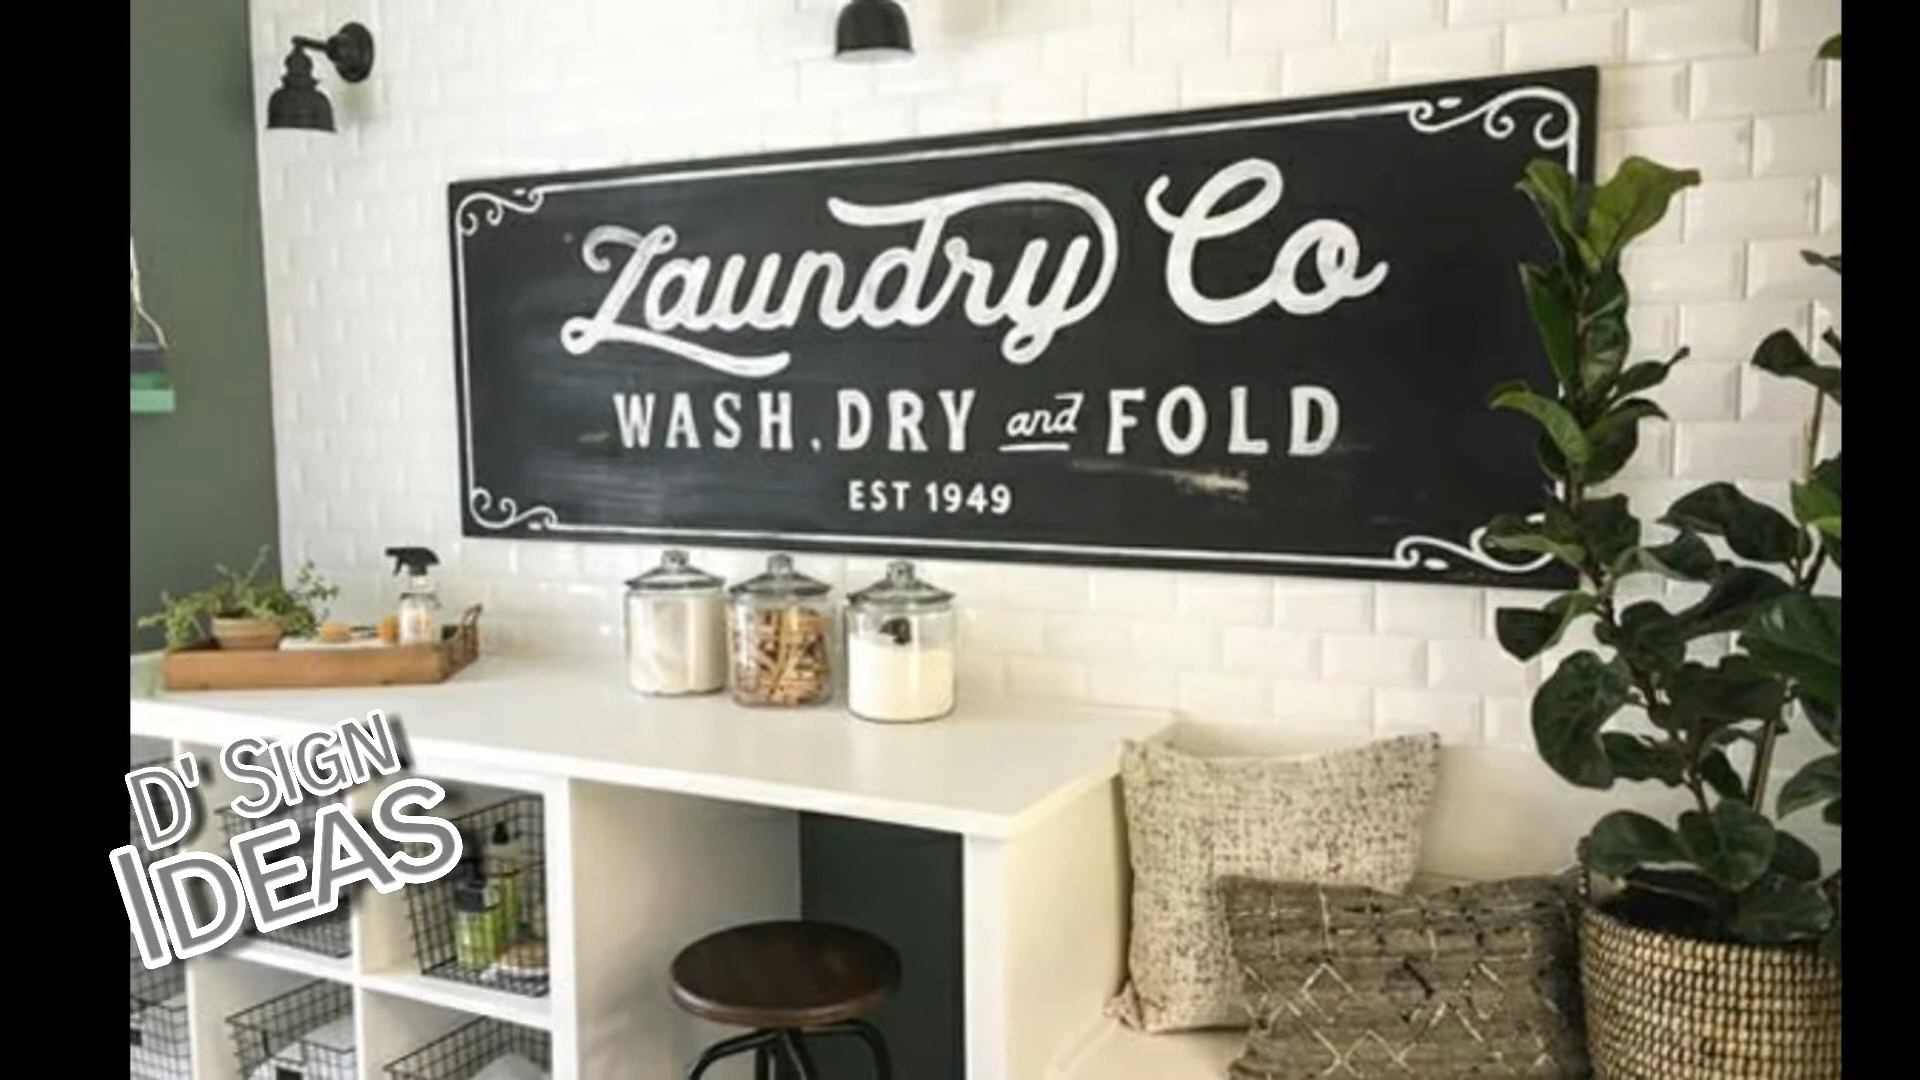 Laundry Co
WASH, DRY and FOLD
EST 1949
D' SIGN
IDEAS